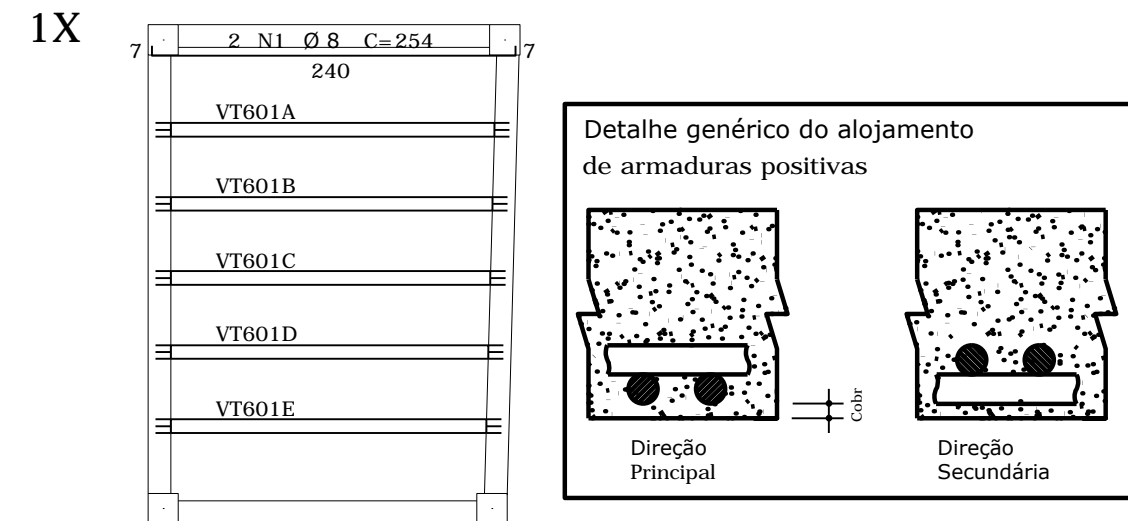 1X
7 2 N1 Ø 8 C=254 7
240
VT601A
VT601B
VT601C
VT601D
VT601E
Detalhe genérico do alojamento
de armaduras positivas
Cobr
Direção
Principal
Direção
Secundária